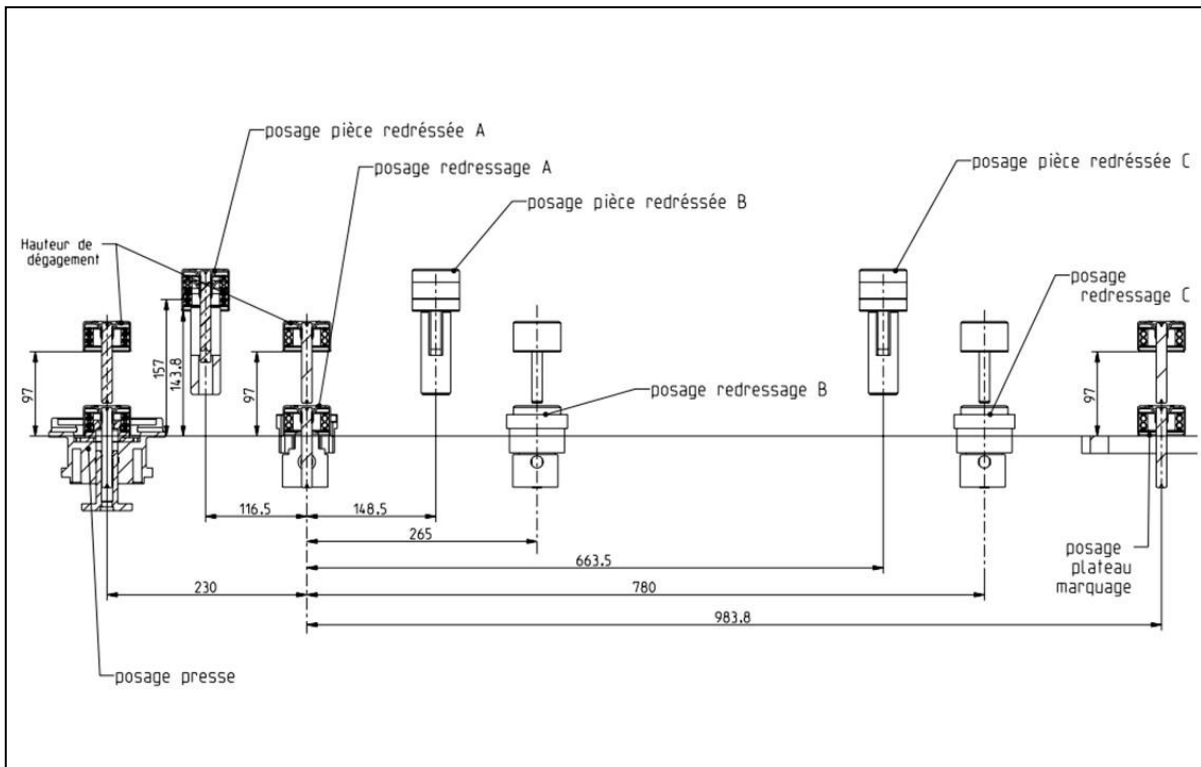 posage pièce redréssée A
posage redressage A
posage pièce redréssée C
posage pièce redréssée B
Hauteur de
dégagement
posage
redressage C
97
157
143.8
97
97
posage redressage B
116.5
148.5
265
663.5
posage
plateau
marquage
230
780
983.8
posage presse